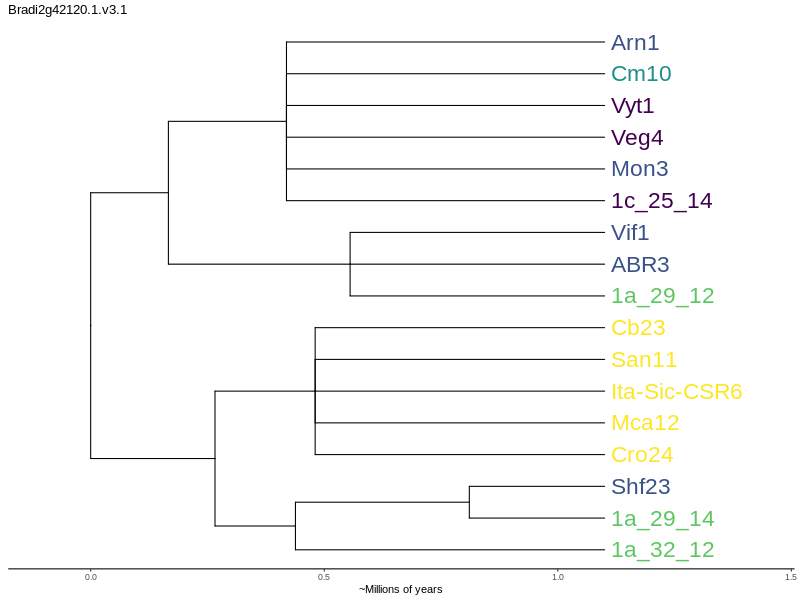 Bradi2g42120.1.v3.1
Arn1
Cm10
Vyt1
Veg4
Mon3
1c_25_14
Vif1
ABR3
1a_29_12
Cb23
San11
Ita-Sic-CSR6
Mca12
Cro24
Shf23
1a_29_14
1a_32_12
0.0 0.5 1.0 1.5
~Millions of years